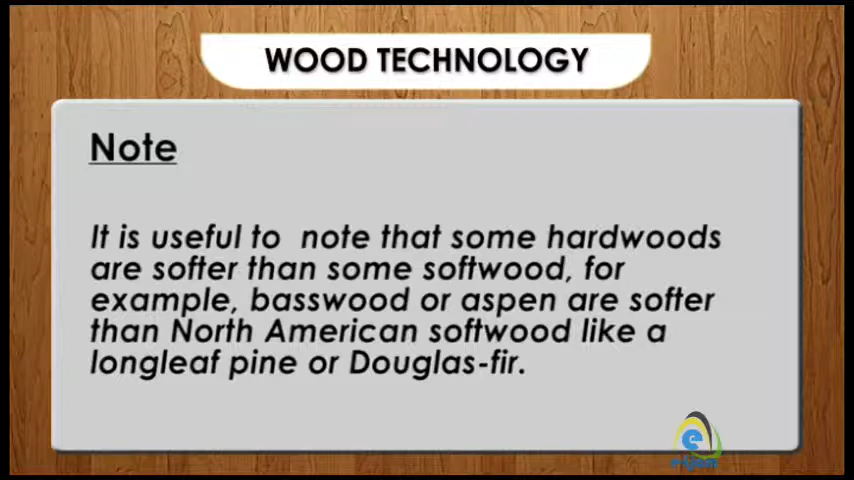 WOOD TECHNOLOGY
Note
It is useful to note that some hardwoods
are softer than some softwood, for
example, basswood or aspen are softer
than North American softwood like a
longleaf pine or Douglas-fir.